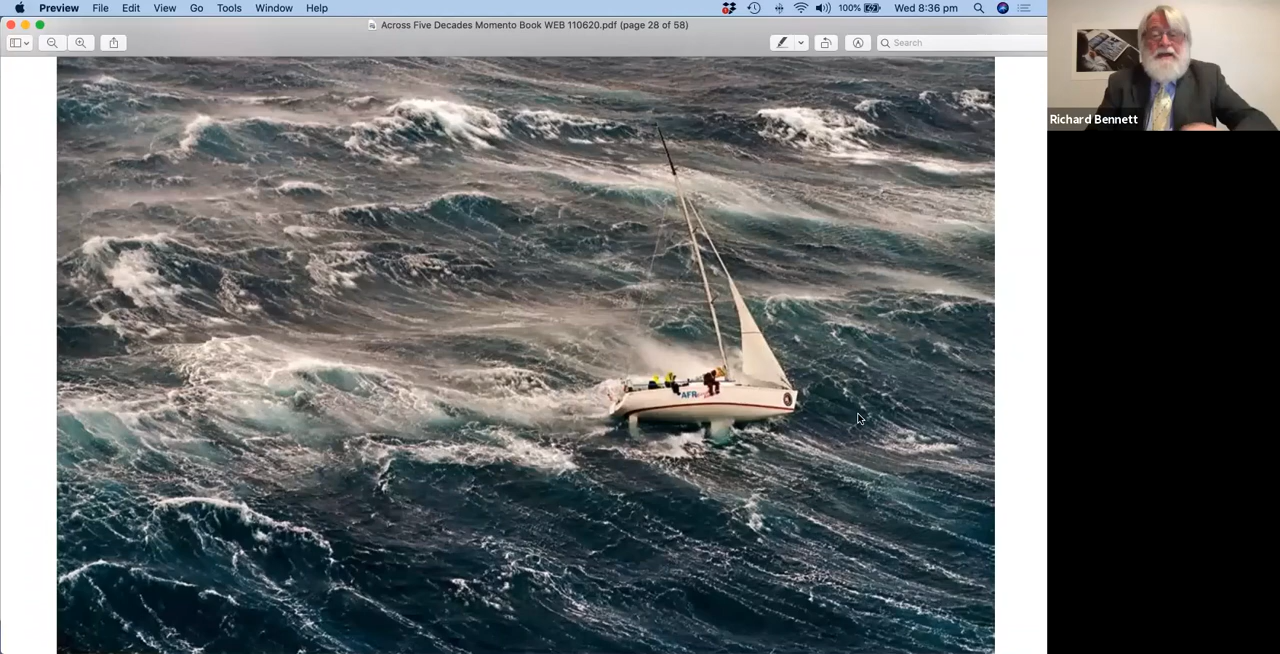 Preview File Edit View Go Tools Window Help 100% Wed 8:36 pm
Across Five Decades Momento Book WEB 110620.pdf (page 28 of 58)
Search
Richard Bennett
AFR